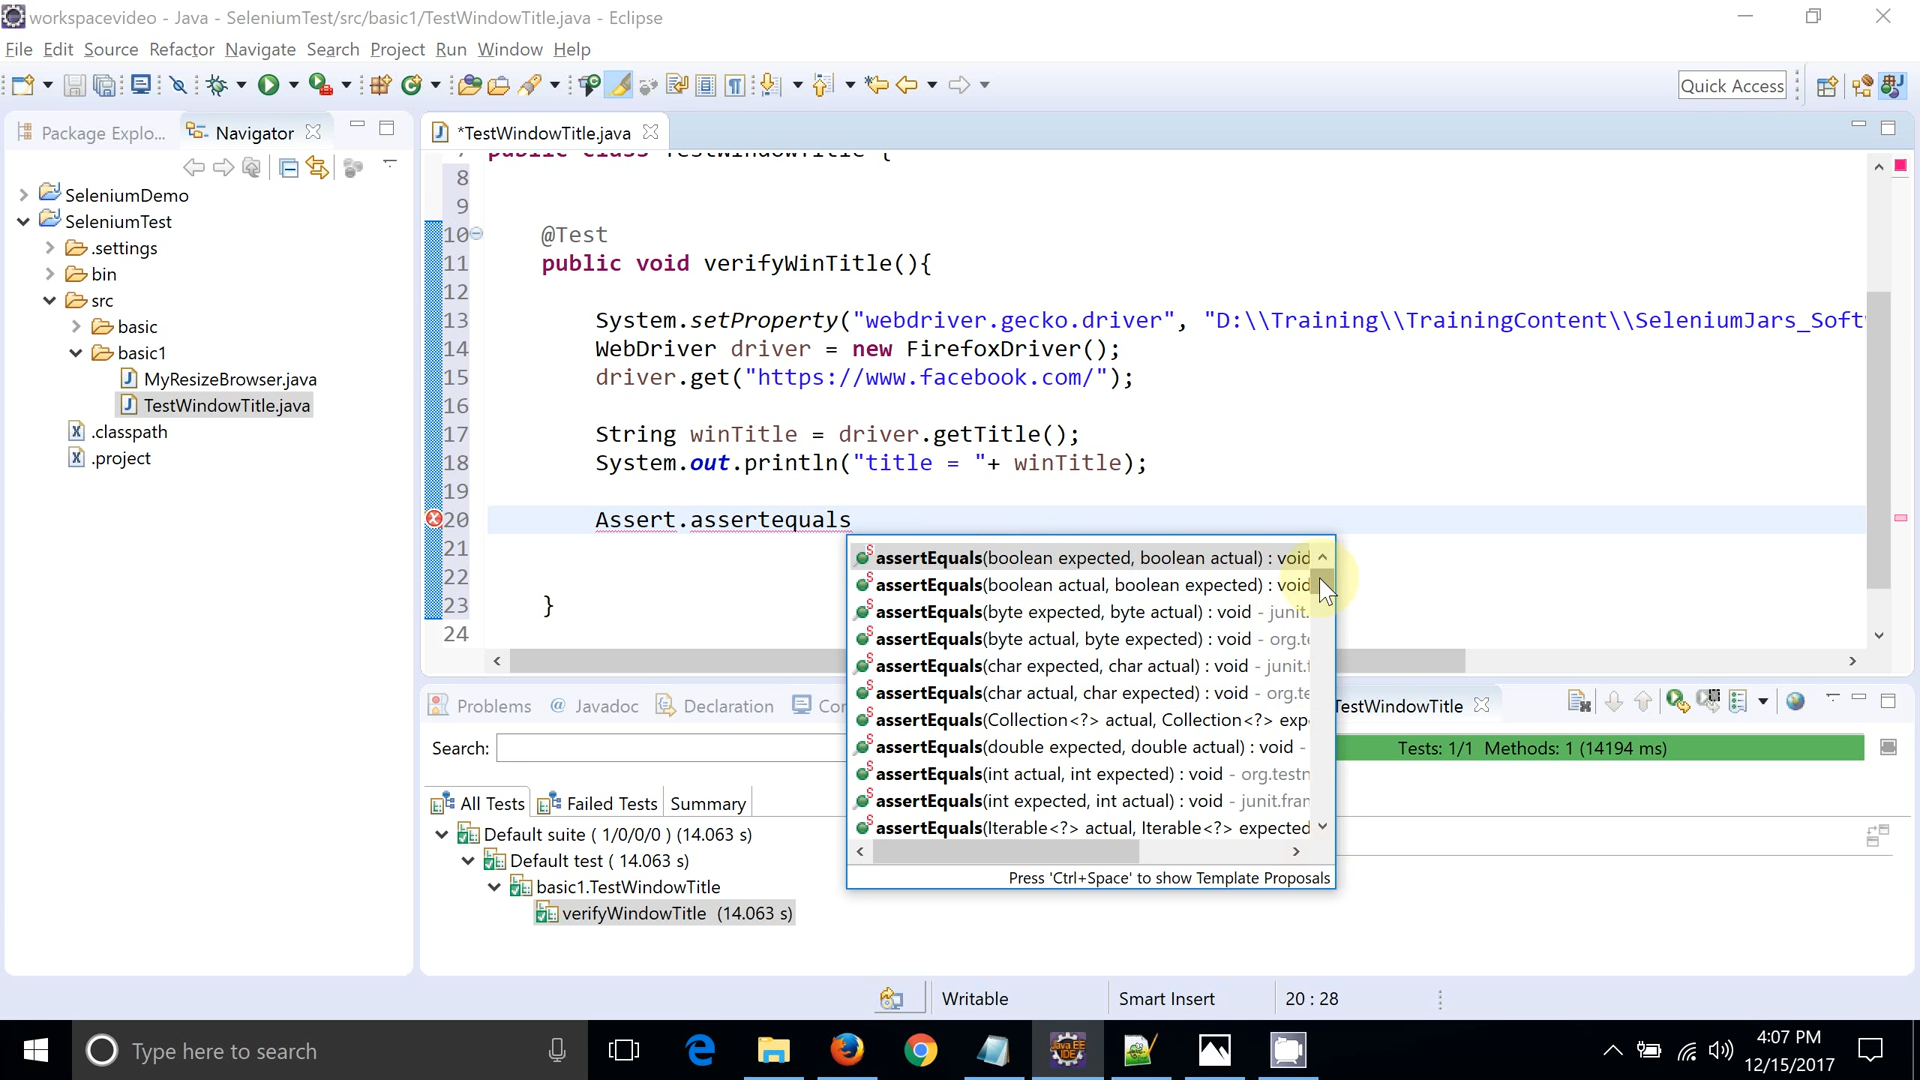 workspacevideo - Java - SeleniumTest/src/basic1/TestWindowTitle.java - Eclipse
File Edit Source Refactor Navigate Search Project Run Window Help
Quick Access
Package Explo...
Navigator
*TestWindowTitle.java
SeleniumDemo
SeleniumTest
.settings
bin
src
basic
basic1
MyResizeBrowser.java
TestWindowTitle.java
.classpath
.project
public class TestWindowTitle {
8
9
10 @Test
11 public void verifyWinTitle(){
12
13 System.setProperty("webdriver.gecko.driver", "D:\\Training\\TrainingContent\\SeleniumJars_Soft
14 WebDriver driver = new FirefoxDriver();
15 driver.get("https://www.facebook.com/");
16
17 String winTitle = driver.getTitle();
18 System.out.println("title = "+ winTitle);
19
20 Assert.assertequals
21
22
23 }
24
assertEquals(boolean expected, boolean actual) : void
assertEquals(boolean actual, boolean expected) : void
assertEquals(byte expected, byte actual) : void - junit.
assertEquals(byte actual, byte expected) : void - org.te
assertEquals(char expected, char actual) : void - junit.f
assertEquals(char actual, char expected) : void - org.te
assertEquals(Collection<?> actual, Collection<?> exp
assertEquals(double expected, double actual) : void -
assertEquals(int actual, int expected) : void - org.testn
assertEquals(int expected, int actual) : void - junit.fran
assertEquals(Iterable<?> actual, Iterable<?> expected
Press 'Ctrl+Space' to show Template Proposals
Problems @ Javadoc Declaration Co
TestWindowTitle
Search:
Tests: 1/1 Methods: 1 (14194 ms)
All Tests Failed Tests Summary
Default suite ( 1/0/0/0 ) (14.063 s)
Default test ( 14.063 s)
basic1.TestWindowTitle
verifyWindowTitle (14.063 s)
Writable Smart Insert 20 : 28
Type here to search
Java EE
IDE
4:07 PM
12/15/2017